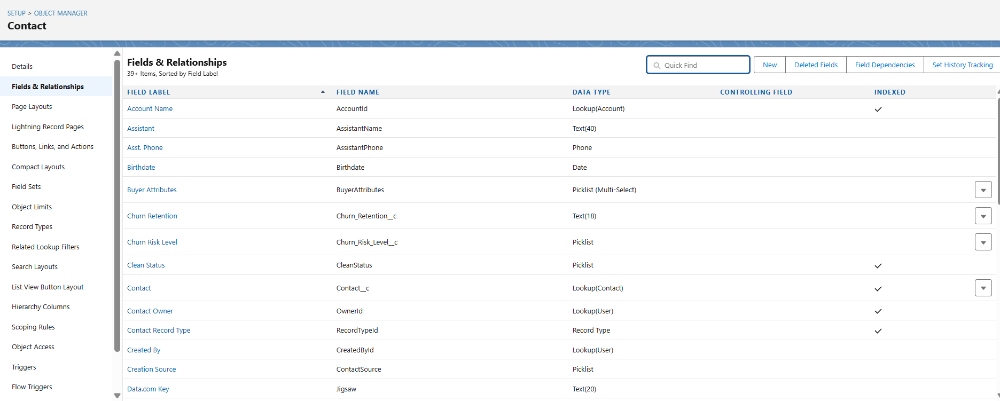 SETUP > OBJECT MANAGER
Contact
Details
Fields & Relationships
Page Layouts
Lightning Record Pages
Buttons, Links, and Actions
Compact Layouts
Field Sets
Object Limits
Record Types
Related Lookup Filters
Search Layouts
List View Button Layout
Hierarchy Columns
Scoping Rules
Object Access
Triggers
Flow Triggers
Fields & Relationships
39+ Items, Sorted by Field Label
Quick Find
New Deleted Fields Field Dependencies Set History Tracking
FIELD LABEL FIELD NAME DATA TYPE CONTROLLING FIELD INDEXED
Account Name AccountId Lookup(Account)
Assistant AssistantName Text(40)
Asst. Phone AssistantPhone Phone
Birthdate Birthdate Date
Buyer Attributes BuyerAttributes Picklist (Multi-Select)
Churn Retention Churn_Retention__c Text(18)
Churn Risk Level Churn_Risk_Level__c Picklist
Clean Status CleanStatus Picklist
Contact Contact__c Lookup(Contact)
Contact Owner OwnerId Lookup(User)
Contact Record Type RecordTypeId Record Type
Created By CreatedById Lookup(User)
Creation Source ContactSource Picklist
Data.com Key Jigsaw Text(20)